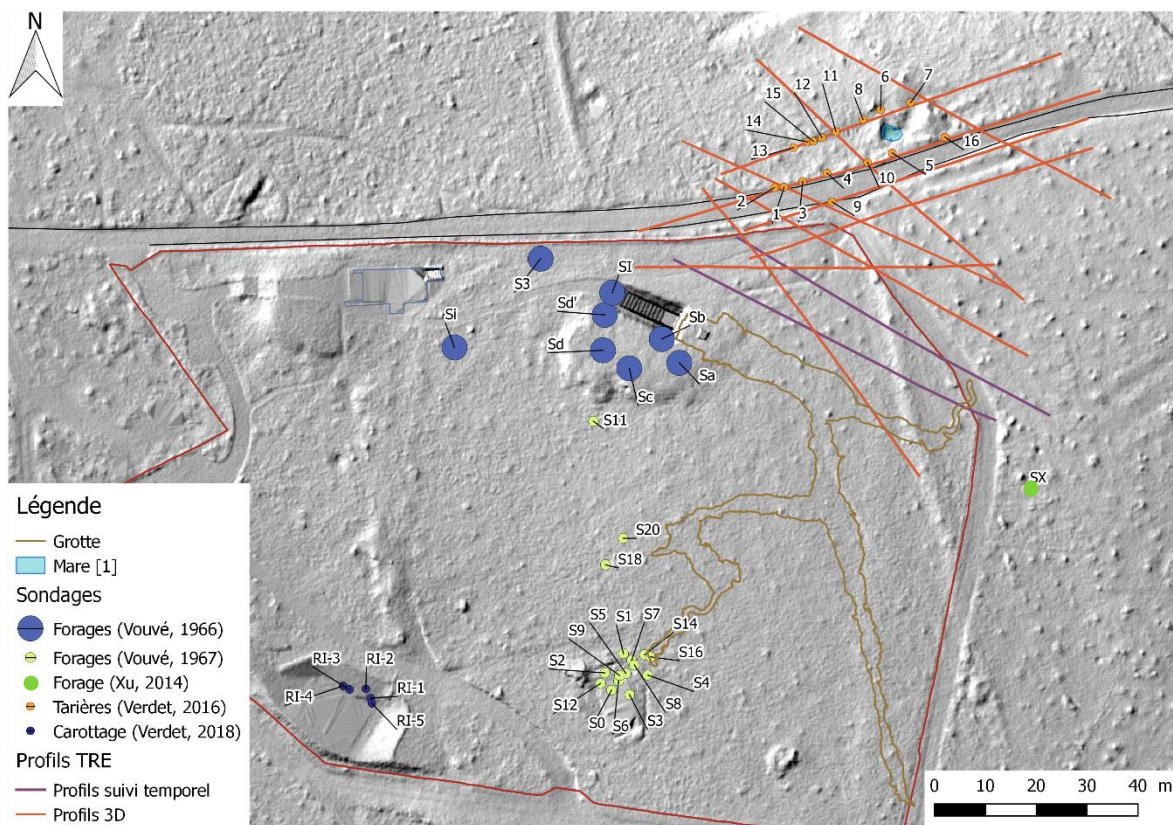 N
6
7
11
8
12
15
14
13
16
5
10
4
9
3
1
2
S3
SI
Sd'
Sb
Si
Sd
Sa
Sc
S11
SX
S20
S18
S7
S1
S5
S14
S9
S16
S2
S4
S12
S8
S0
S3
S6
RI-3
RI-2
RI-4
RI-1
RI-5
Légende
Grotte
Mare [1]
Sondages
Forages (Vouvé, 1966)
Forages (Vouvé, 1967)
Forage (Xu, 2014)
Tarières (Verdet, 2016)
Carottage (Verdet, 2018)
Profils TRE
Profils suivi temporel
Profils 3D
0 10 20 30 40 m